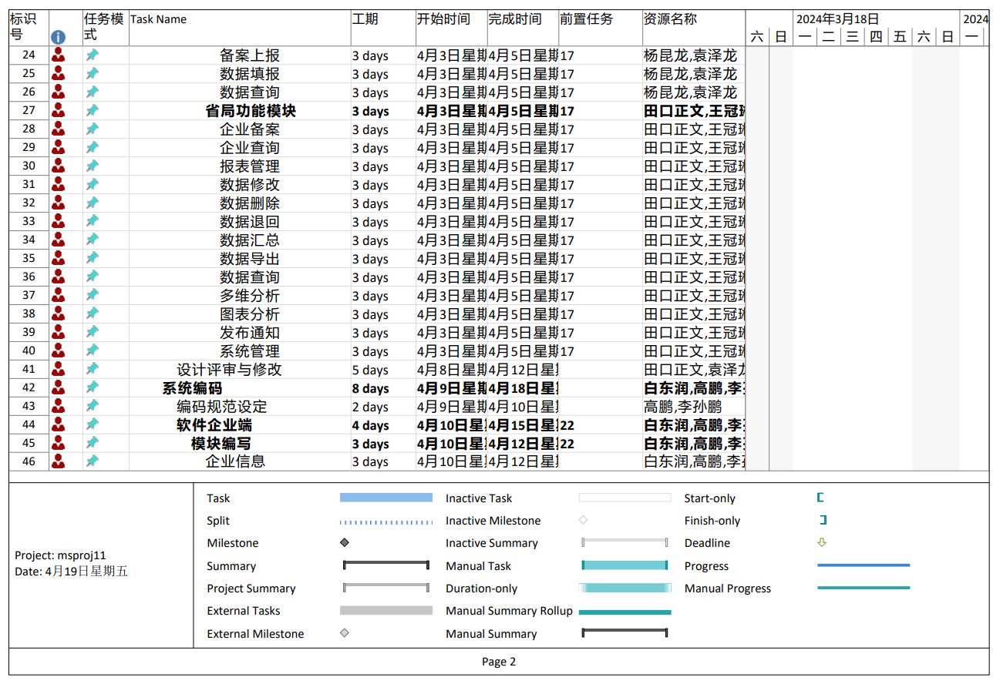 标识号 任务模式 Task Name 工期 开始时间 完成时间 前置任务 资源名称 2024年3月18日 2024
六 日 一 二 三 四 五 六 日 一
24 备案上报 3 days 4月3日星期 4月5日星期 17 杨昆龙,袁泽龙
25 数据填报 3 days 4月3日星期 4月5日星期 17 杨昆龙,袁泽龙
26 数据查询 3 days 4月3日星期 4月5日星期 17 杨昆龙,袁泽龙
27 省局功能模块 3 days 4月3日星期 4月5日星期 17 田口正文,王冠
28 企业备案 3 days 4月3日星期 4月5日星期 17 田口正文,王冠
29 企业查询 3 days 4月3日星期 4月5日星期 17 田口正文,王冠
30 报表管理 3 days 4月3日星期 4月5日星期 17 田口正文,王冠
31 数据修改 3 days 4月3日星期 4月5日星期 17 田口正文,王冠
32 数据删除 3 days 4月3日星期 4月5日星期 17 田口正文,王冠
33 数据退回 3 days 4月3日星期 4月5日星期 17 田口正文,王冠
34 数据汇总 3 days 4月3日星期 4月5日星期 17 田口正文,王冠
35 数据导出 3 days 4月3日星期 4月5日星期 17 田口正文,王冠
36 数据查询 3 days 4月3日星期 4月5日星期 17 田口正文,王冠
37 多维分析 3 days 4月3日星期 4月5日星期 17 田口正文,王冠
38 图表分析 3 days 4月3日星期 4月5日星期 17 田口正文,王冠
39 发布通知 3 days 4月3日星期 4月5日星期 17 田口正文,王冠
40 系统管理 3 days 4月3日星期 4月5日星期 17 田口正文,王冠
41 设计评审与修改 5 days 4月8日星期 4月12日星 田口正文,袁泽龙
42 系统编码 8 days 4月9日星期 4月18日星 白东润,高鹏,李
43 编码规范设定 2 days 4月9日星期 4月10日星 高鹏,李孙鹏
44 软件企业端 4 days 4月10日星 4月15日星 22 白东润,高鹏,李
45 模块编写 3 days 4月10日星 4月12日星 22 白东润,高鹏,李
46 企业信息 3 days 4月10日星 4月12日星 白东润,高鹏,李
Project: msproj11
Date: 4月19日星期五
Task Inactive Task Start-only
Split Inactive Milestone Finish-only
Milestone Inactive Summary Deadline
Summary Manual Task Progress
Project Summary Duration-only Manual Progress
External Tasks Manual Summary Rollup
External Milestone Manual Summary
Page 2